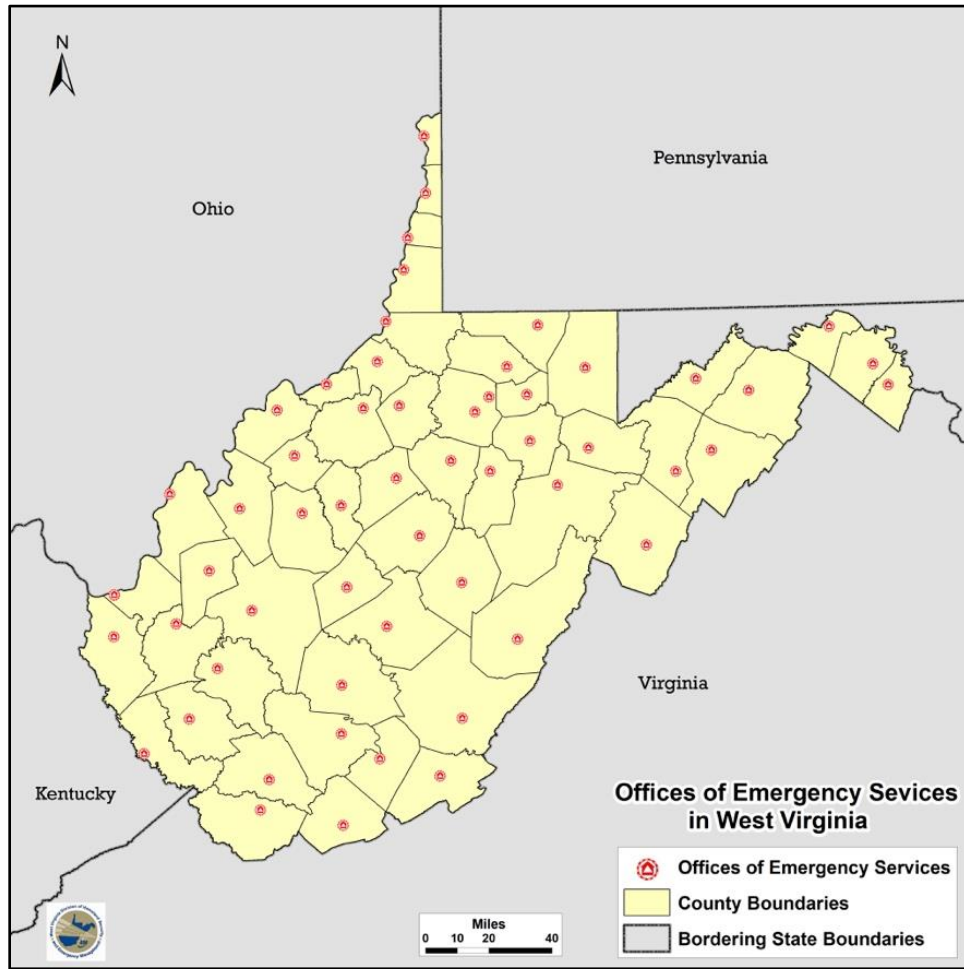 N
Pennsylvania
Ohio
Virginia
Kentucky
Offices of Emergency Sevices
in West Virginia
Offices of Emergency Services
County Boundaries
Bordering State Boundaries
Miles
0 10 20 40